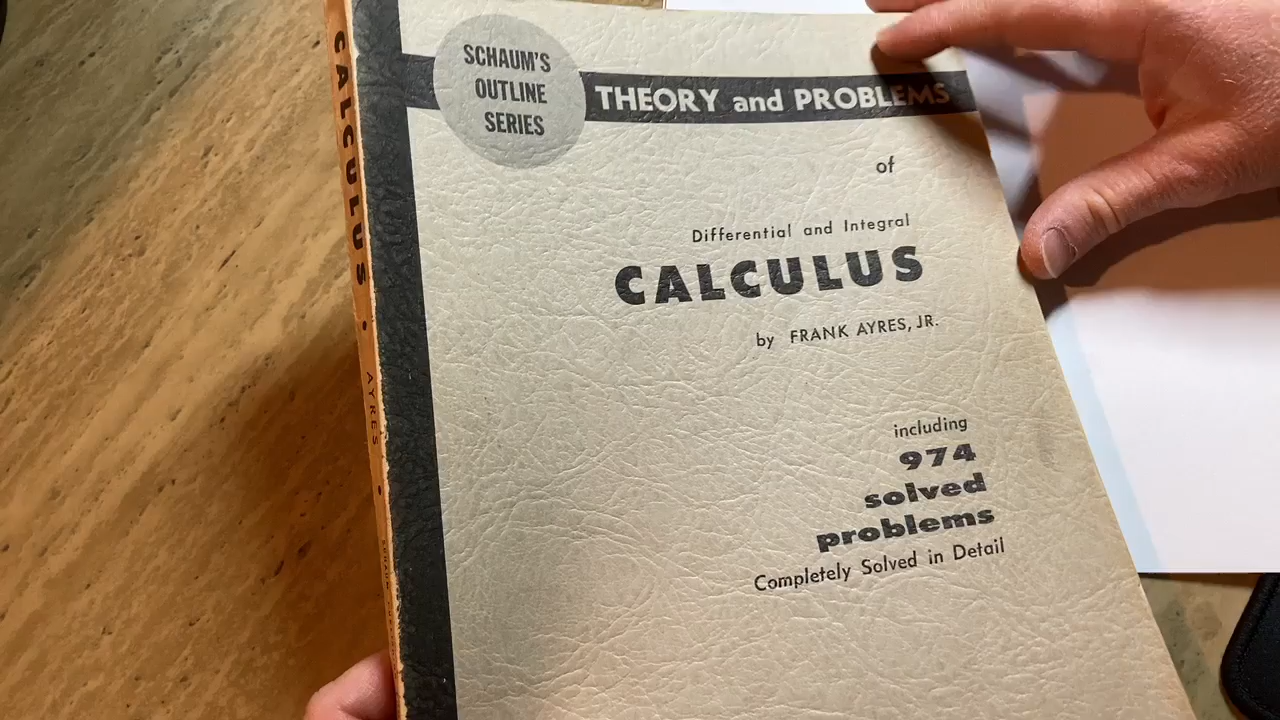 SCHAUM'S
OUTLINE
SERIES
THEORY and PROBLEMS
of
Differential and Integral
CALCULUS
by FRANK AYRES, JR.
including
974
solved
problems
Completely Solved in Detail
CALCULUS • AYRES •